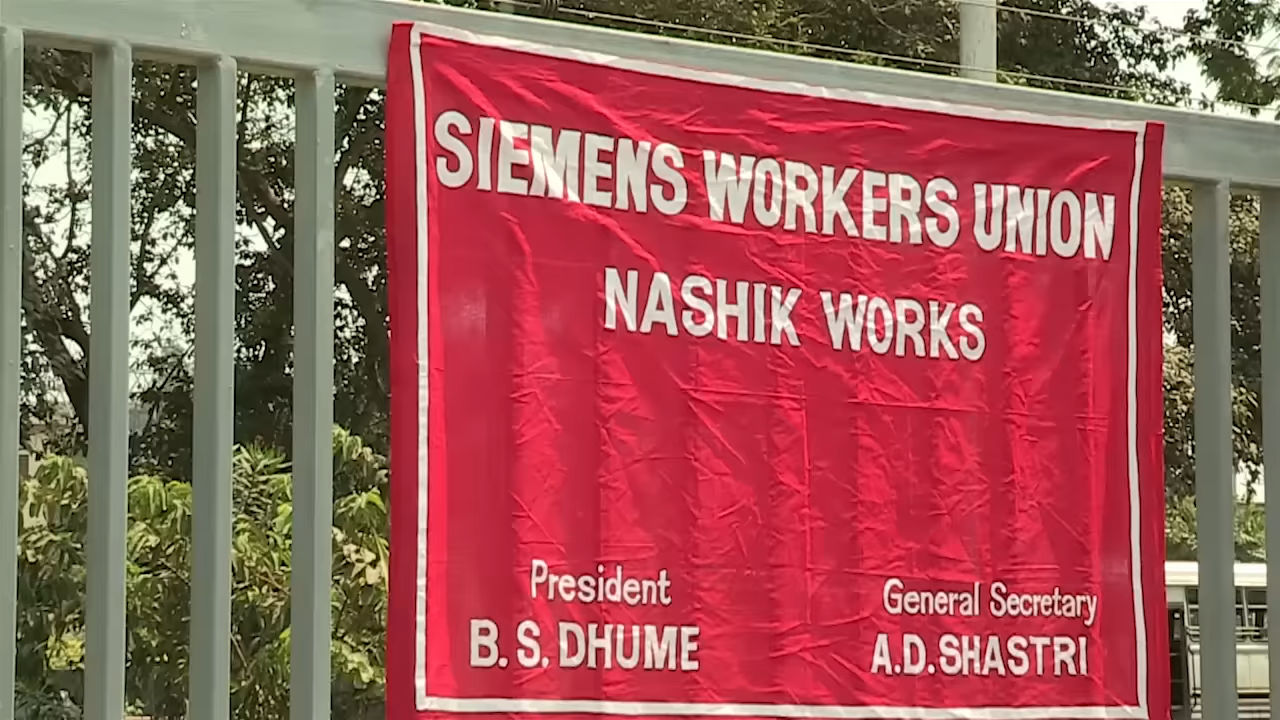 SIEMENS WORKERS UNION
NASHIK WORKS
President
B. S. DHUME
General Secretary
A.D.SHASTRI